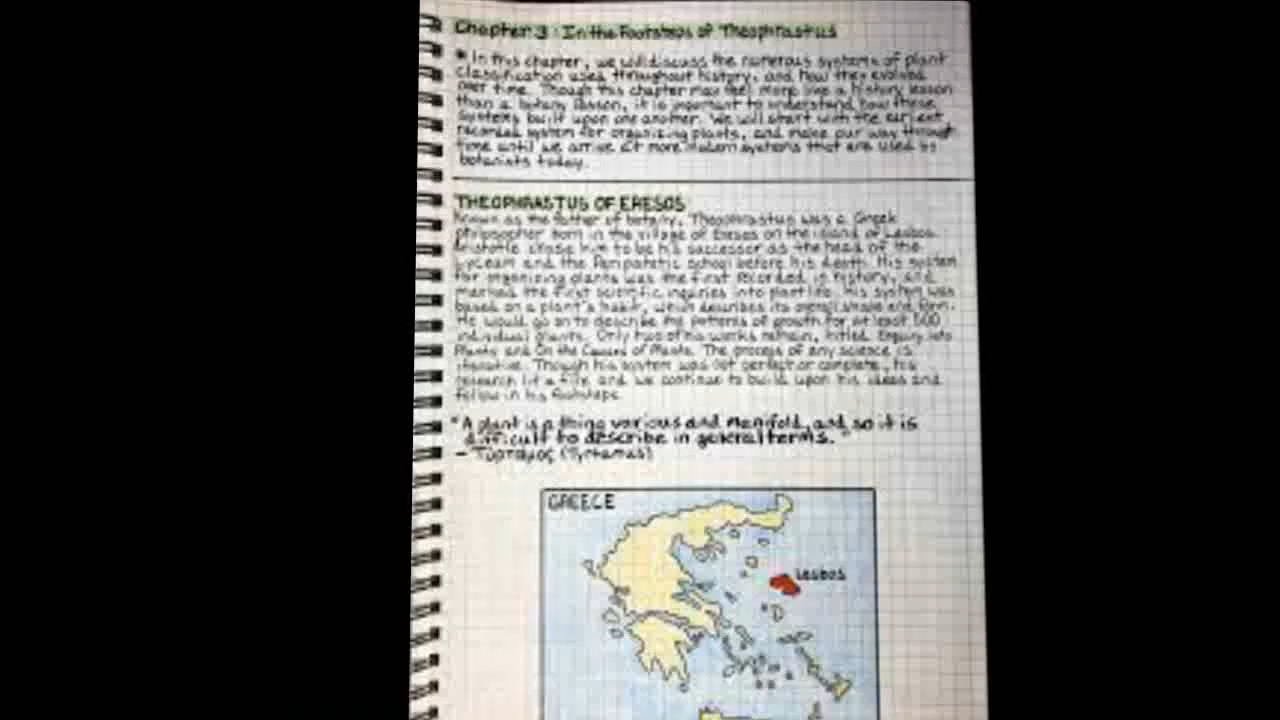 Chapter 3: In the Footsteps of Theophrastus
* In this chapter, we will discuss the numerous systems of plant
classification used throughout history, and how they evolved
over time. Though this chapter may feel more like a history lesson
than a botany lesson, it is important to understand how these
systems built upon one another. We will start with the earliest
recorded system for organizing plants, and make our way through
time until we arrive at more modern systems that are used by
botanists today.
THEOPHRASTUS OF ERESOS
Known as the father of botany, Theophrastus was a Greek
philosopher born in the village of Eresos on the island of Lesbos.
Aristotle chose him to be his successor as the head of the
Lyceum and the Peripatetic school before his death. His system
for organizing plants was the first recorded in history, and
marked the first scientific inquiries into plant life. His system was
based on a plant's habit, which describes its overall shape and form.
He would go on to describe the patterns of growth for at least 500
individual plants. Only two of his works remain, titled Enquiry into
Plants and On the Causes of Plants. The process of any science is
iterative. Though his system was not perfect or complete, his
research lit a fire and we continue to build upon his ideas and
follow in his footsteps.
"A plant is a thing various and manifold, and so it is
difficult to describe in general terms."
- Τύρταμος (Tyrtamus)
GREECE
Lesbos